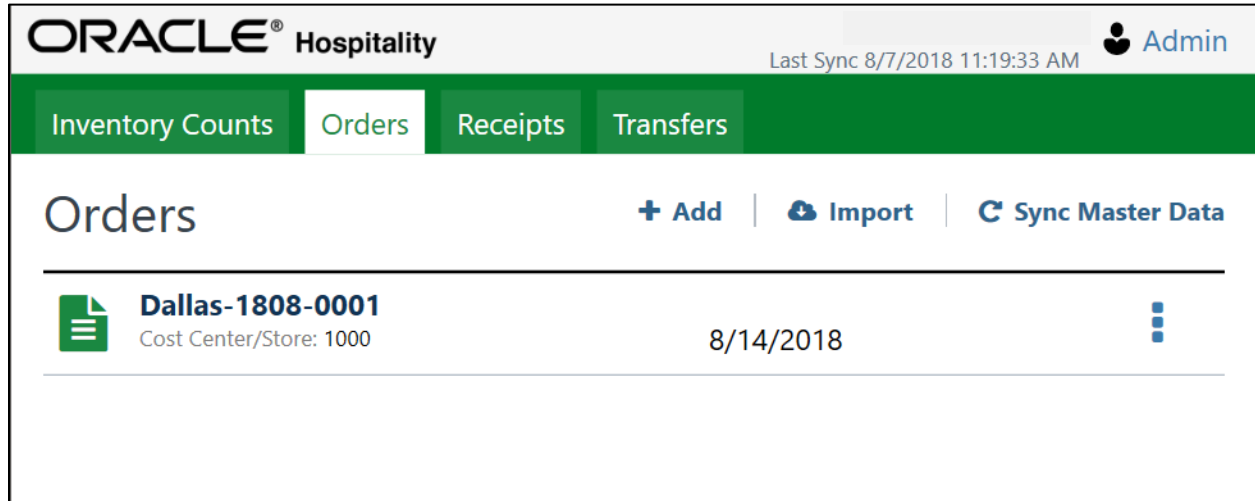 ORACLE® Hospitality
Admin
Last Sync 8/7/2018 11:19:33 AM
Inventory Counts Orders Receipts Transfers
Orders
Add Import Sync Master Data
Dallas-1808-0001
Cost Center/Store: 1000
8/14/2018